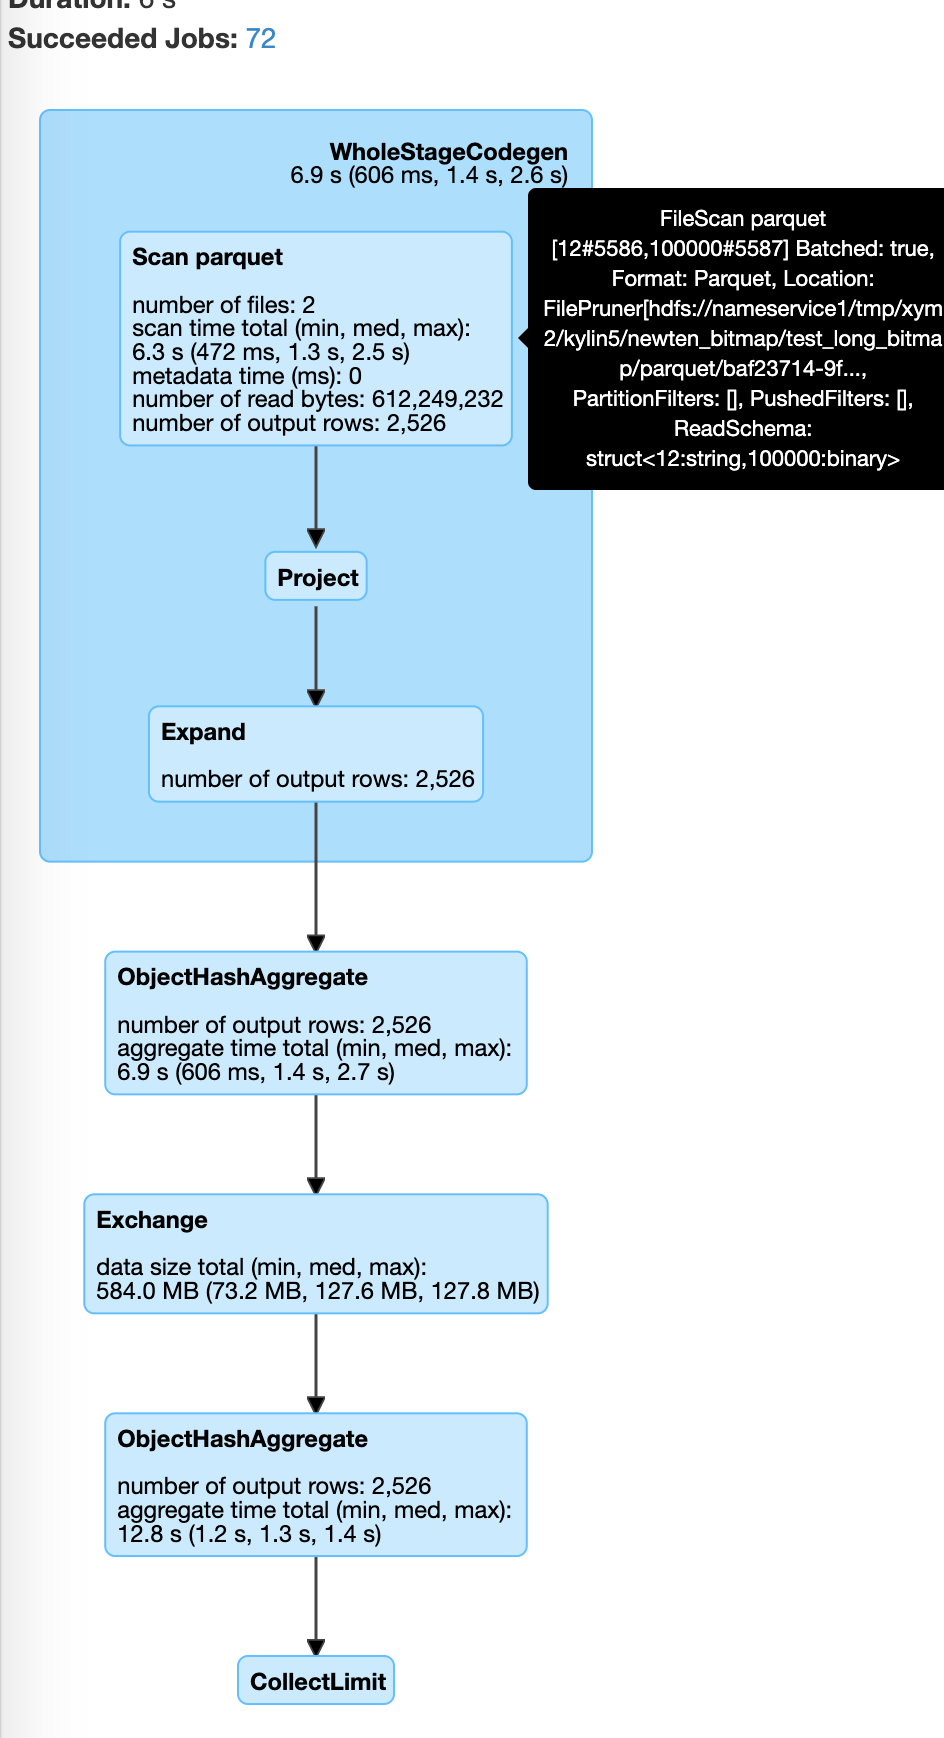 Duration: 6 s
Succeeded Jobs: 72
WholeStageCodegen
6.9 s (606 ms, 1.4 s, 2.6 s)
Scan parquet
number of files: 2
scan time total (min, med, max):
6.3 s (472 ms, 1.3 s, 2.5 s)
metadata time (ms): 0
number of read bytes: 612,249,232
number of output rows: 2,526
FileScan parquet
[12#5586,100000#5587] Batched: true,
Format: Parquet, Location:
FilePruner[hdfs://nameservice1/tmp/xym
2/kylin5/newten_bitmap/test_long_bitma
p/parquet/baf23714-9f...,
PartitionFilters: [], PushedFilters: [],
ReadSchema:
struct<12:string,100000:binary>
Project
Expand
number of output rows: 2,526
ObjectHashAggregate
number of output rows: 2,526
aggregate time total (min, med, max):
6.9 s (606 ms, 1.4 s, 2.7 s)
Exchange
data size total (min, med, max):
584.0 MB (73.2 MB, 127.6 MB, 127.8 MB)
ObjectHashAggregate
number of output rows: 2,526
aggregate time total (min, med, max):
12.8 s (1.2 s, 1.3 s, 1.4 s)
CollectLimit